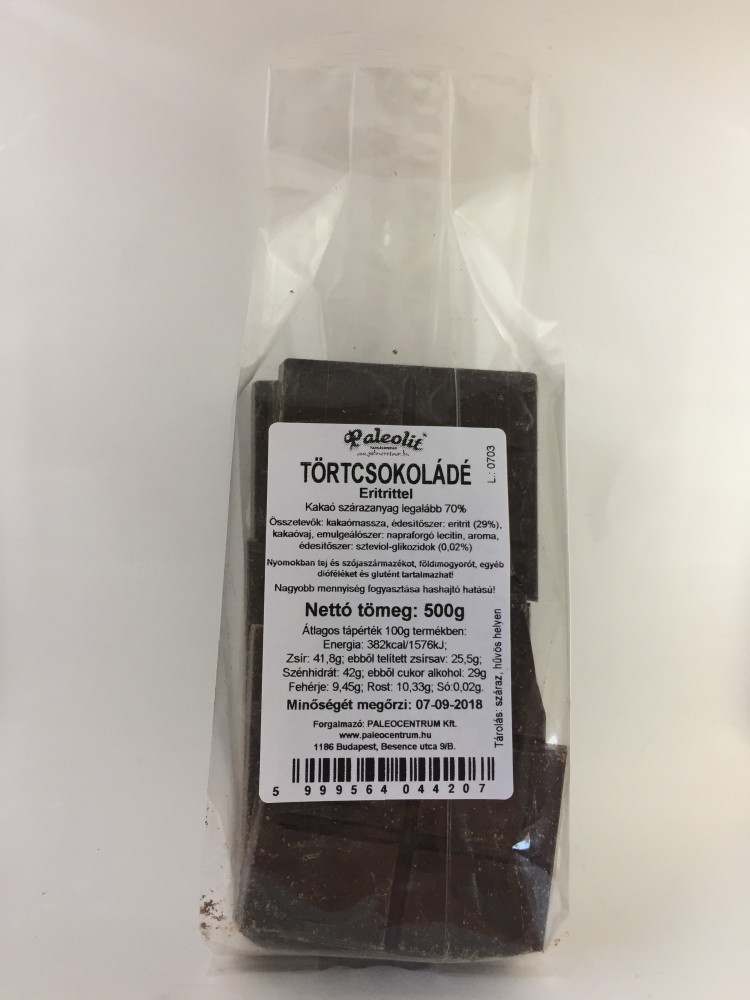 Paleolit
TÖRTCSOKOLÁDÉ
Eritrittel
Kakaó szárazanyag legalább 70%
Összetevők: kakaómassza, édesítőszer: eritrit (29%),
kakaóvaj, emulgeálószer: napraforgó lecitin, aroma,
édesítőszer: szteviol-glikozidok (0,02%)
Nyomokban tej és szójaszármazékot, földimogyorót, egyéb
dióféléket és glutént tartalmazhat!
Nagyobb mennyiség fogyasztása hashajtó hatású!
Nettó tömeg: 500g
Átlagos tápérték 100g termékben:
Energia: 382kcal/1576kJ;
Zsír: 41,8g; ebből telített zsírsav: 25,5g;
Szénhidrát: 42g; ebből cukor alkohol: 29g
Fehérje: 9,45g; Rost: 10,33g; Só:0,02g.
Minőségét megőrzi: 07-09-2018
Forgalmazó: PALEOCENTRUM Kft.
www.paleocentrum.hu
1186 Budapest, Besence utca 9/B.
5 999564 044207
L.: 0703
Tárolás: száraz, hűvös helyen